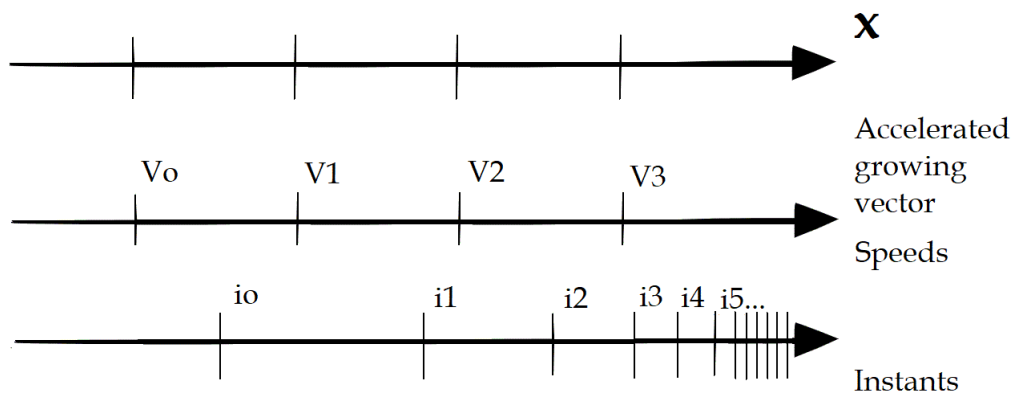 X
Accelerated
growing
vector
Vo V1 V2 V3
Speeds
io i1 i2 i3 i4 i5...
Instants